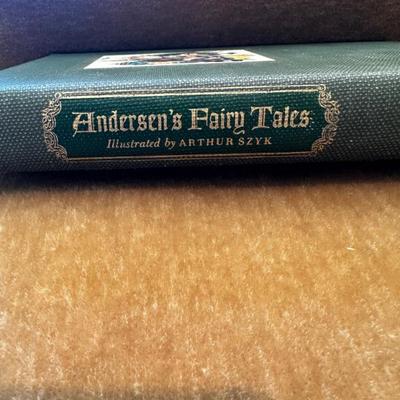 Andersen's Fairy Tales
Illustrated by ARTHUR SZYK